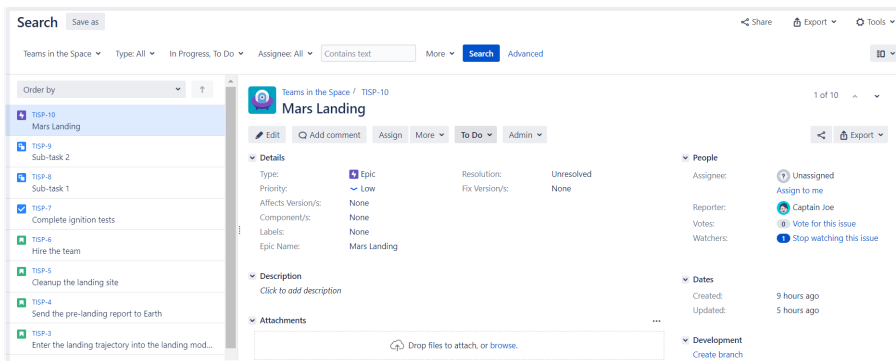 Search Save as Share Export Tools
Teams in the Space Type: All In Progress, To Do Assignee: All Contains text More Search Advanced
Order by
TISP-10
Mars Landing
TISP-9
Sub-task 2
TISP-8
Sub-task 1
TISP-7
Complete ignition tests
TISP-6
Hire the team
TISP-5
Cleanup the landing site
TISP-4
Send the pre-landing report to Earth
TISP-3
Enter the landing trajectory into the landing mod...
Teams in the Space / TISP-10
Mars Landing
1 of 10
Edit Add comment Assign More To Do Admin Export
Details
Type: Epic Resolution: Unresolved
Priority: Low Fix Version/s: None
Affects Version/s: None
Component/s: None
Labels: None
Epic Name: Mars Landing
Description
Click to add description
Attachments
Drop files to attach, or browse.
People
Assignee: Unassigned
Assign to me
Reporter: Captain Joe
Votes: 0 Vote for this issue
Watchers: 1 Stop watching this issue
Dates
Created: 9 hours ago
Updated: 5 hours ago
Development
Create branch